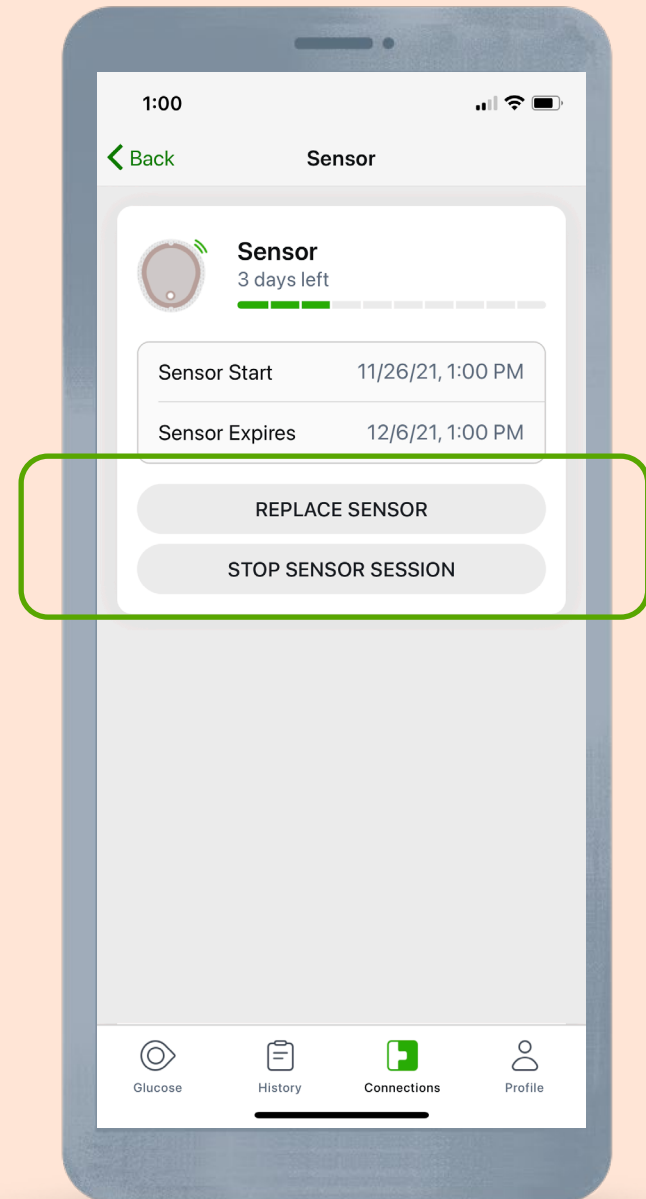 1:00
Back
Sensor
Sensor
3 days left
Sensor Start 11/26/21, 1:00 PM
Sensor Expires 12/6/21, 1:00 PM
REPLACE SENSOR
STOP SENSOR SESSION
Glucose History Connections Profile